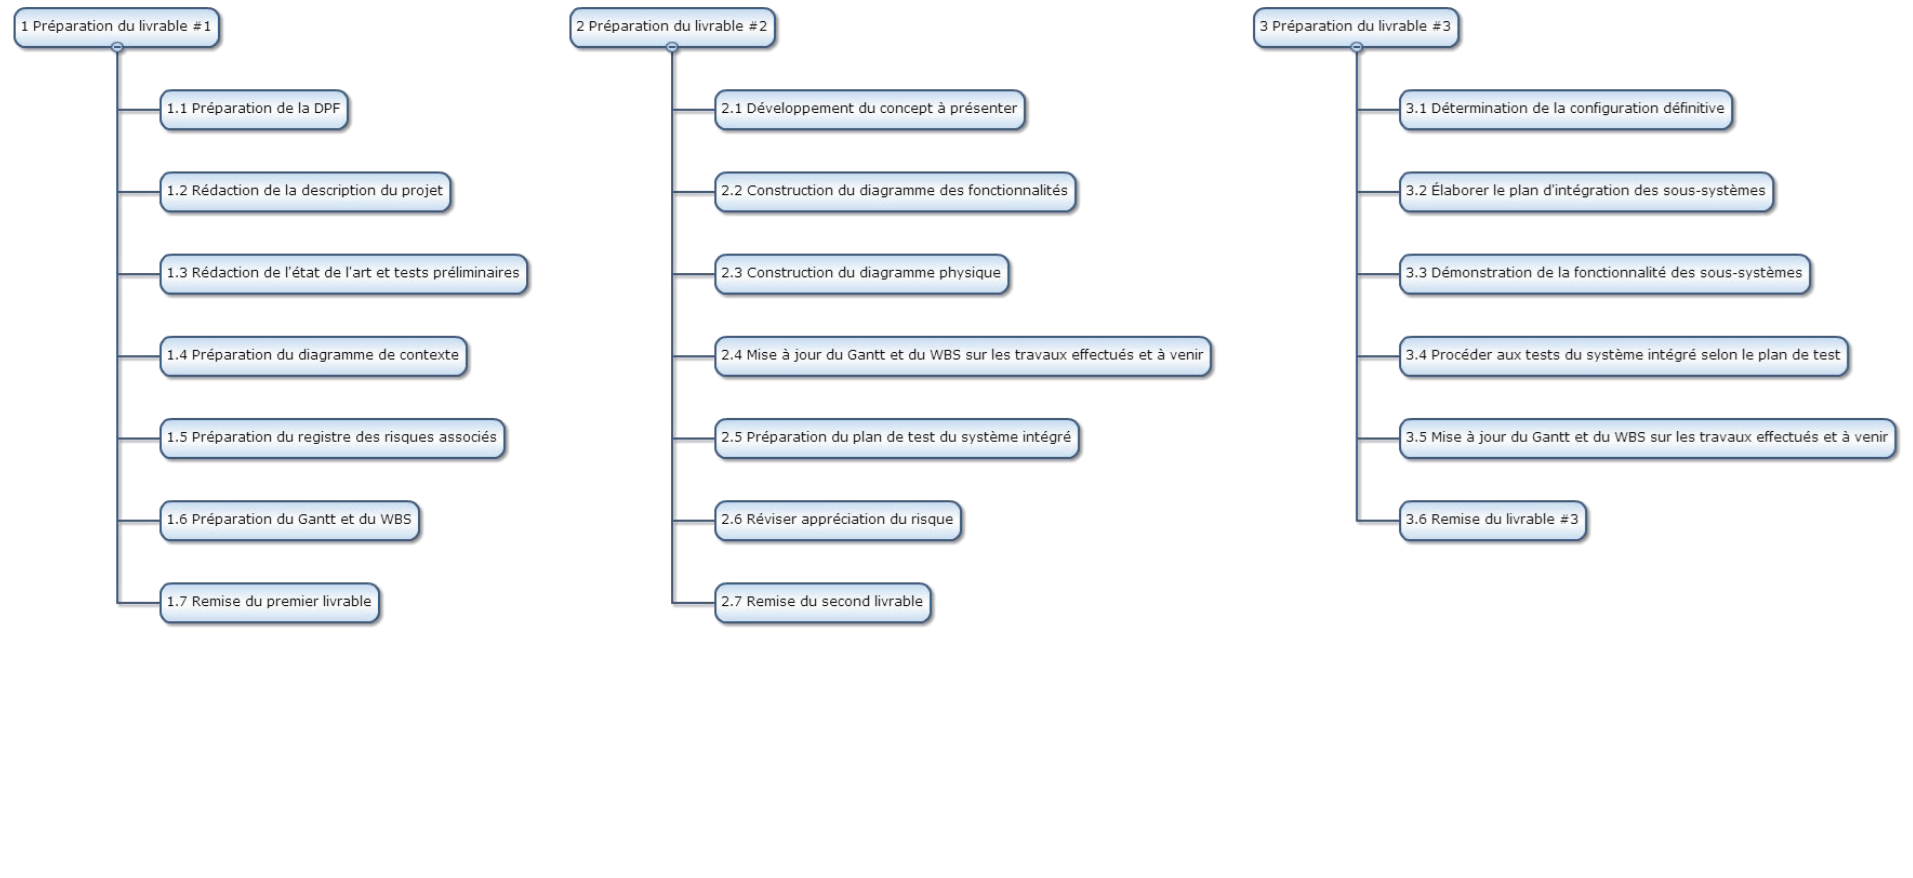 1 Préparation du livrable #1
1.1 Préparation de la DPF
1.2 Rédaction de la description du projet
1.3 Rédaction de l'état de l'art et tests préliminaires
1.4 Préparation du diagramme de contexte
1.5 Préparation du registre des risques associés
1.6 Préparation du Gantt et du WBS
1.7 Remise du premier livrable
2 Préparation du livrable #2
2.1 Développement du concept à présenter
2.2 Construction du diagramme des fonctionnalités
2.3 Construction du diagramme physique
2.4 Mise à jour du Gantt et du WBS sur les travaux effectués et à venir
2.5 Préparation du plan de test du système intégré
2.6 Réviser appréciation du risque
2.7 Remise du second livrable
3 Préparation du livrable #3
3.1 Détermination de la configuration définitive
3.2 Élaborer le plan d'intégration des sous-systèmes
3.3 Démonstration de la fonctionnalité des sous-systèmes
3.4 Procéder aux tests du système intégré selon le plan de test
3.5 Mise à jour du Gantt et du WBS sur les travaux effectués et à venir
3.6 Remise du livrable #3